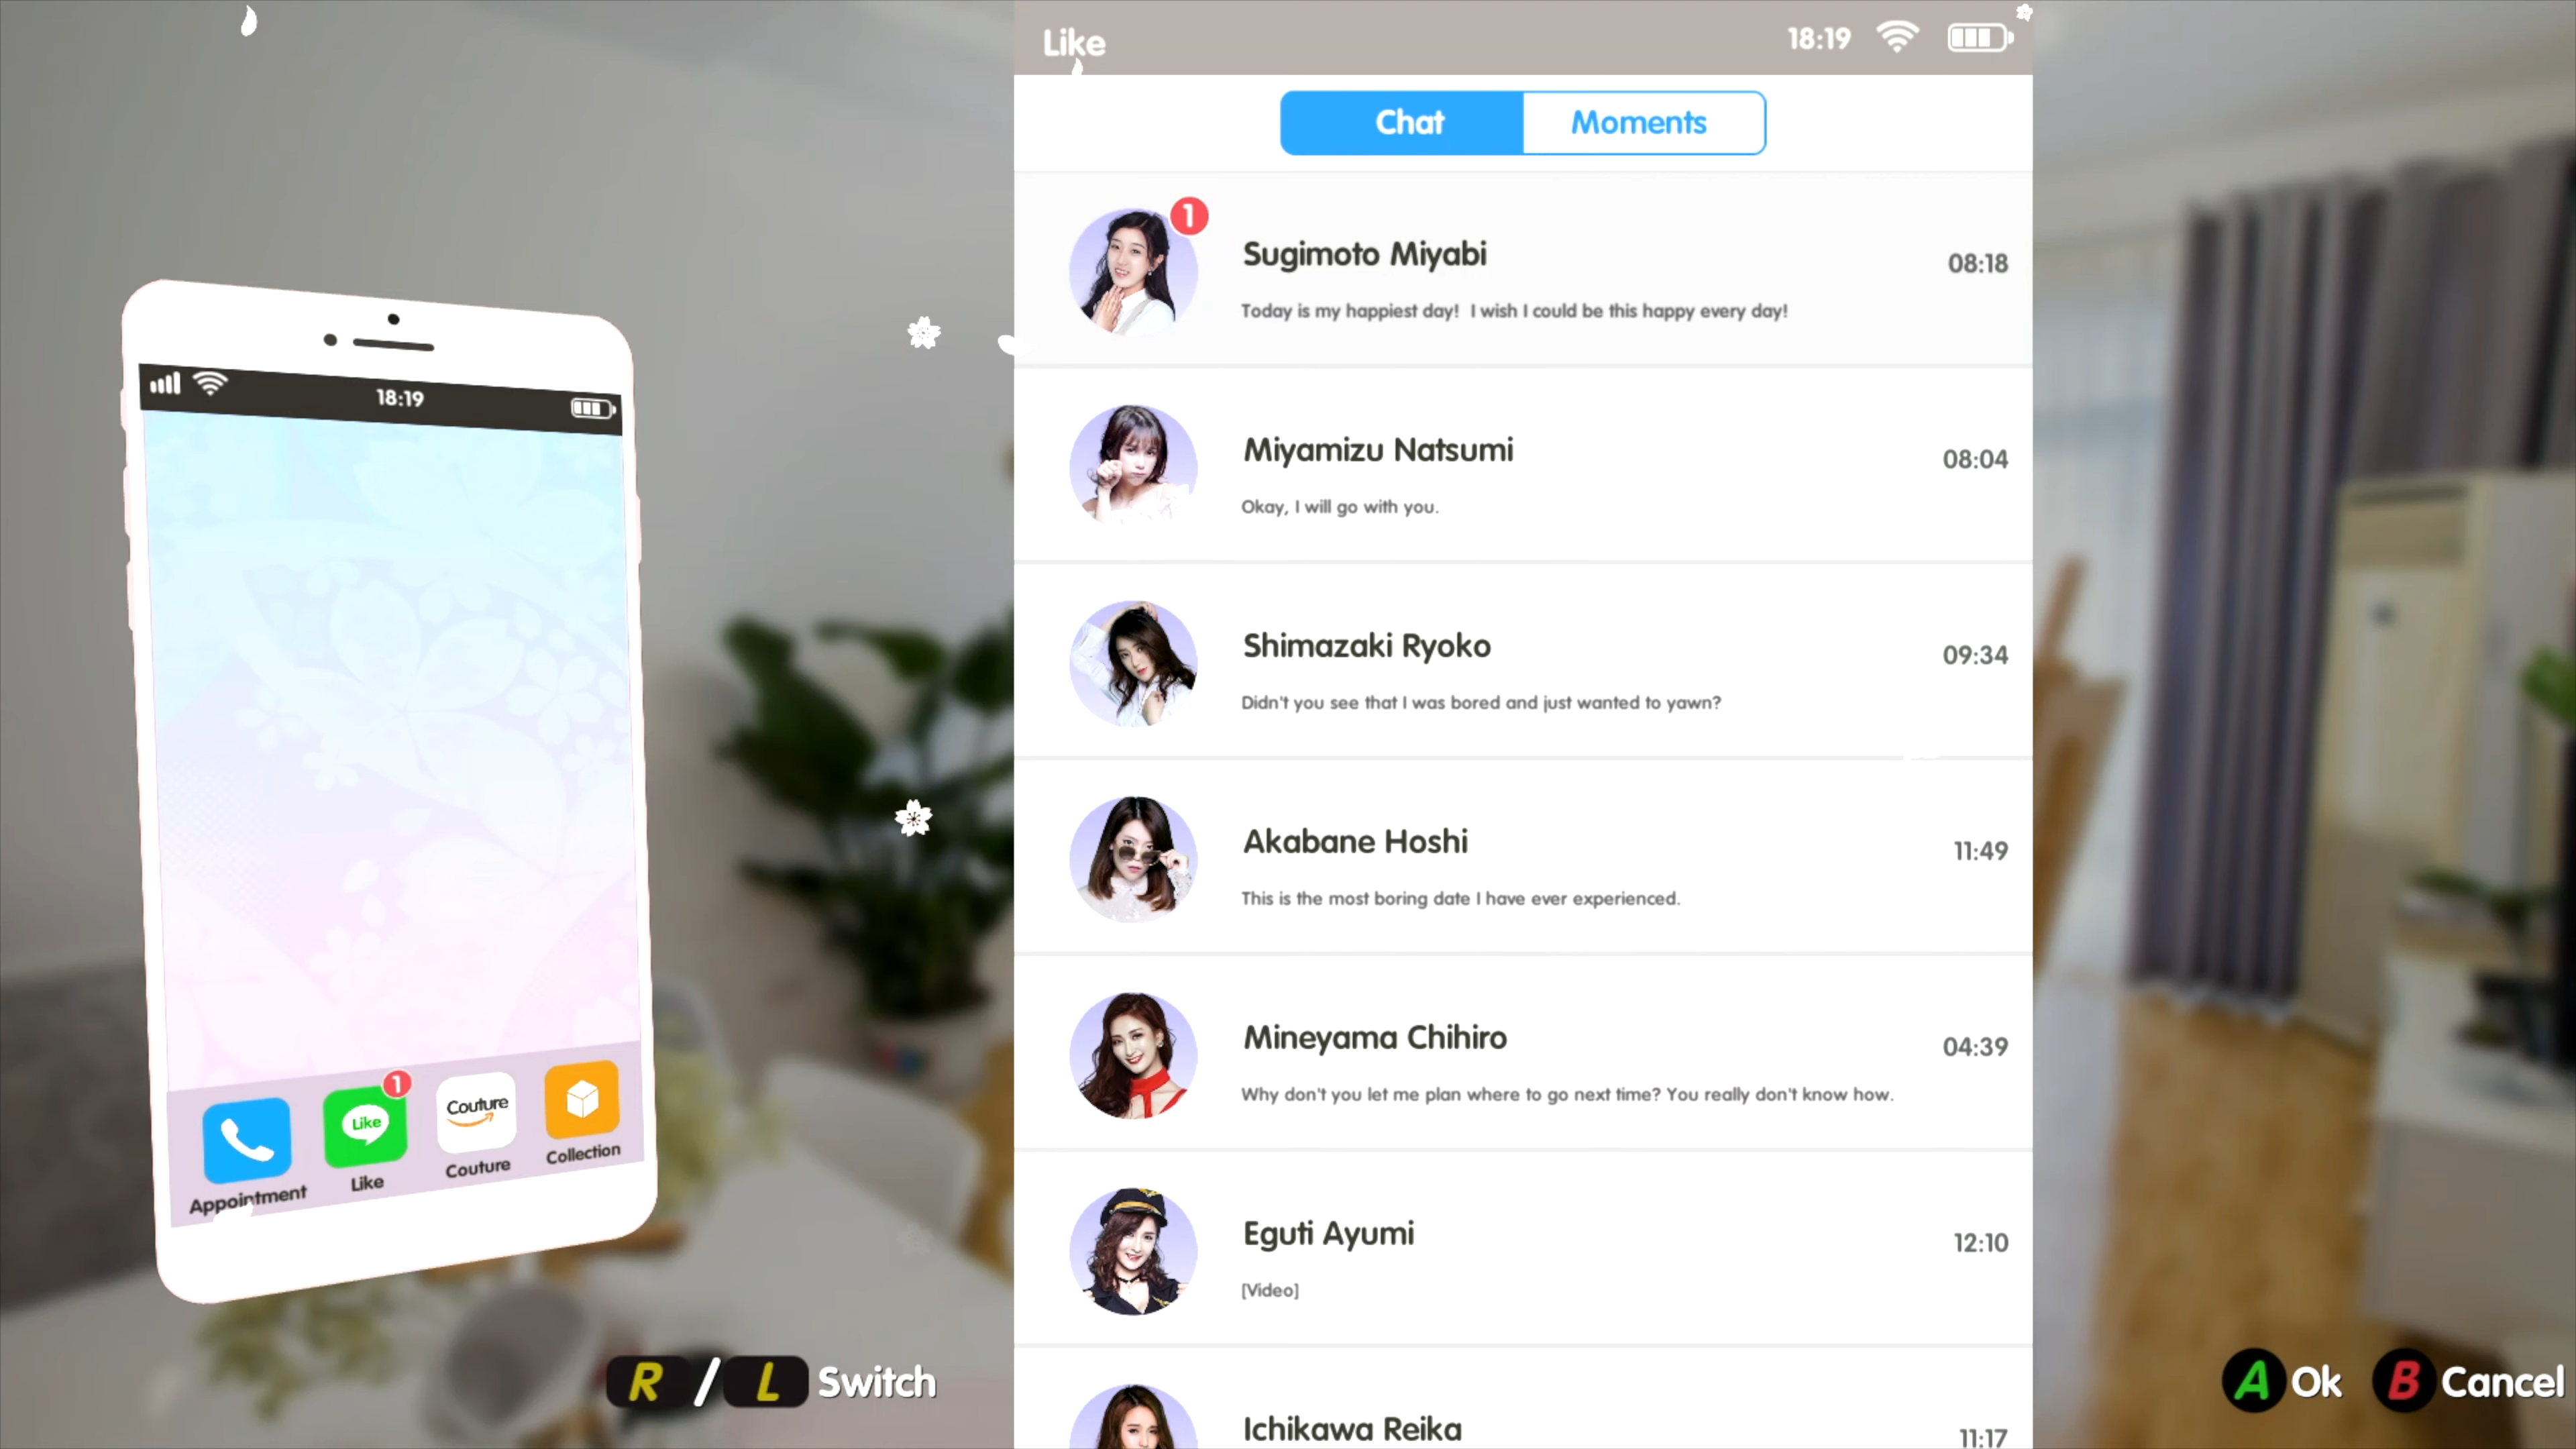 Like
18:19
Chat
Moments
1
Sugimoto Miyabi
08:18
Today is my happiest day!  I wish I could be this happy every day!
Miyamizu Natsumi
08:04
Okay, I will go with you.
Shimazaki Ryoko
09:34
Didn't you see that I was bored and just wanted to yawn?
Akabane Hoshi
11:49
This is the most boring date I have ever experienced.
Mineyama Chihiro
04:39
Why don't you let me plan where to go next time? You really don't know how.
Eguti Ayumi
12:10
[Video]
Ichikawa Reika
11:17
18:19
1
Like
Couture
Appointment
Like
Couture
Collection
R / L Switch
A Ok B Cancel